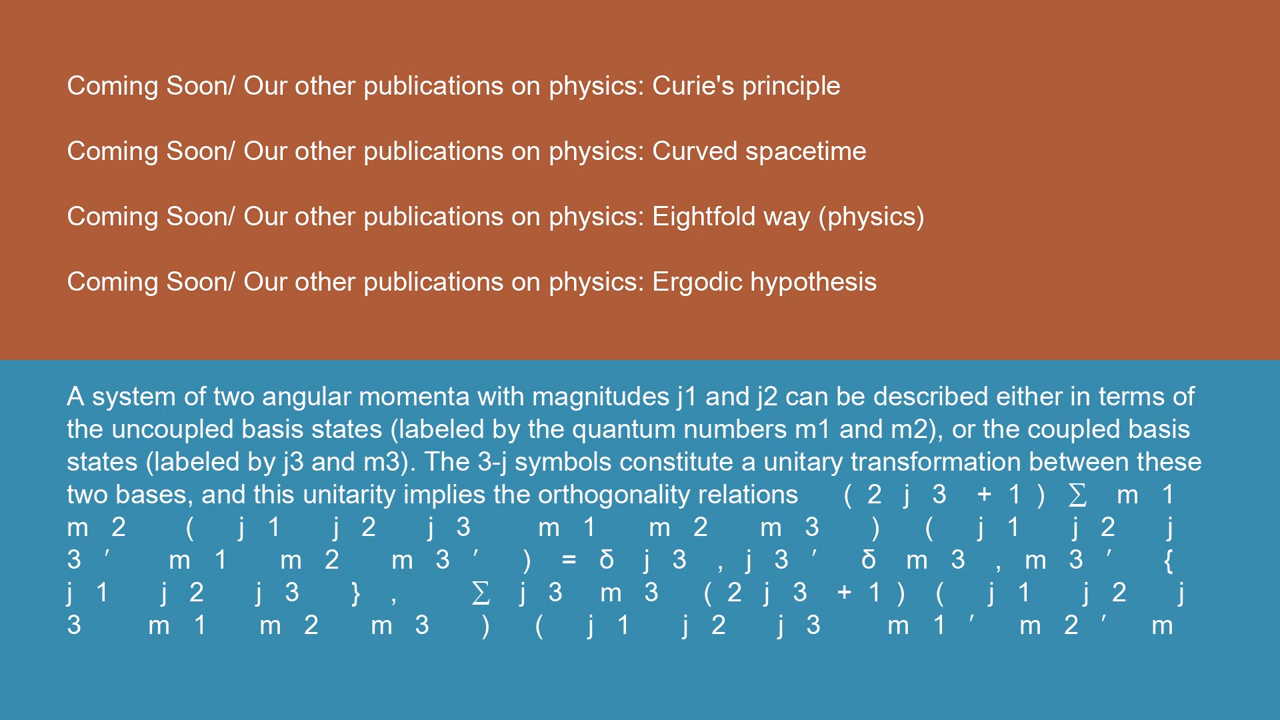 Coming Soon/ Our other publications on physics: Curie's principle
Coming Soon/ Our other publications on physics: Curved spacetime
Coming Soon/ Our other publications on physics: Eightfold way (physics)
Coming Soon/ Our other publications on physics: Ergodic hypothesis
A system of two angular momenta with magnitudes j1 and j2 can be described either in terms of
the uncoupled basis states (labeled by the quantum numbers m1 and m2), or the coupled basis
states (labeled by j3 and m3). The 3-j symbols constitute a unitary transformation between these
two bases, and this unitarity implies the orthogonality relations ( 2 j 3 + 1 ) ∑ m 1
m 2 ( j 1 j 2 j 3 m 1 m 2 m 3 ) ( j 1 j 2 j
3 ′ m 1 m 2 m 3 ′ ) = δ j 3 , j 3 ′ δ m 3 , m 3 ′ {
j 1 j 2 j 3 } , ∑ j 3 m 3 ( 2 j 3 + 1 ) ( j 1 j 2 j
3 m 1 m 2 m 3 ) ( j 1 j 2 j 3 m 1 ′ m 2 ′ m